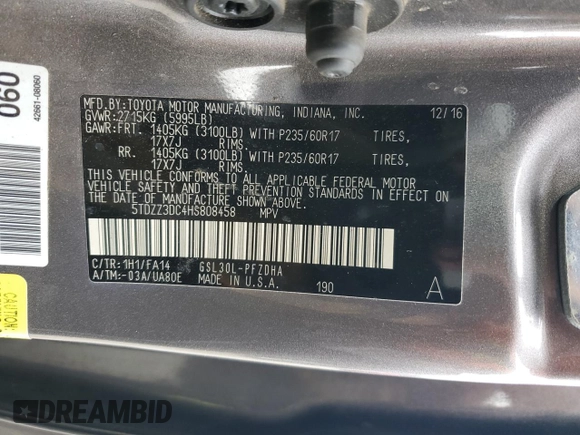 MFD.BY:TOYOTA MOTOR MANUFACTURING, INDIANA, INC. 12/16
GVWR:2715KG (5995LB)
GAWR:FRT. 1405KG (3100LB) WITH P235/60R17 TIRES,
17X7J RIMS.
RR. 1405KG (3100LB) WITH P235/60R17 TIRES,
17X7J RIMS.
THIS VEHICLE CONFORMS TO ALL APPLICABLE FEDERAL MOTOR
VEHICLE SAFETY AND BUMPER STANDARDS IN EFFECT ON
THE DATE OF MANUFACTURE SHOWN ABOVE.
5TDZZ3DC4HS808458 MPV
C/TR:1H1/FA14 GSL30L-PFZDHA
A/TM:-03A/UA80E MADE IN U.S.A. 190 A
060
42661-08060
CAUTION
DREAMBID